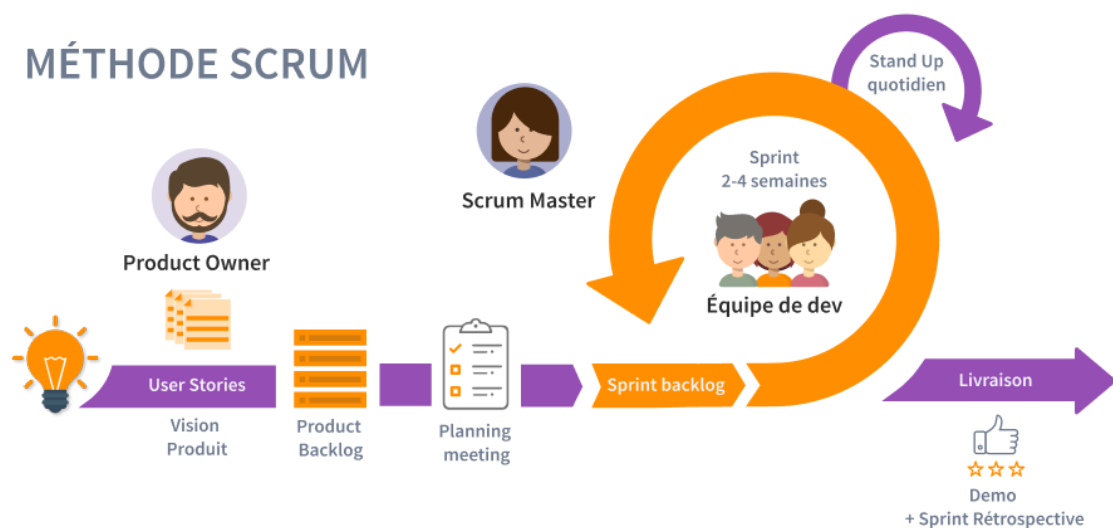 MÉTHODE SCRUM
Stand Up
quotidien
Sprint
2-4 semaines
Scrum Master
Product Owner
Équipe de dev
User Stories
Sprint backlog
Livraison
Vision
Produit
Product
Backlog
Planning
meeting
Demo
+ Sprint Rétrospective